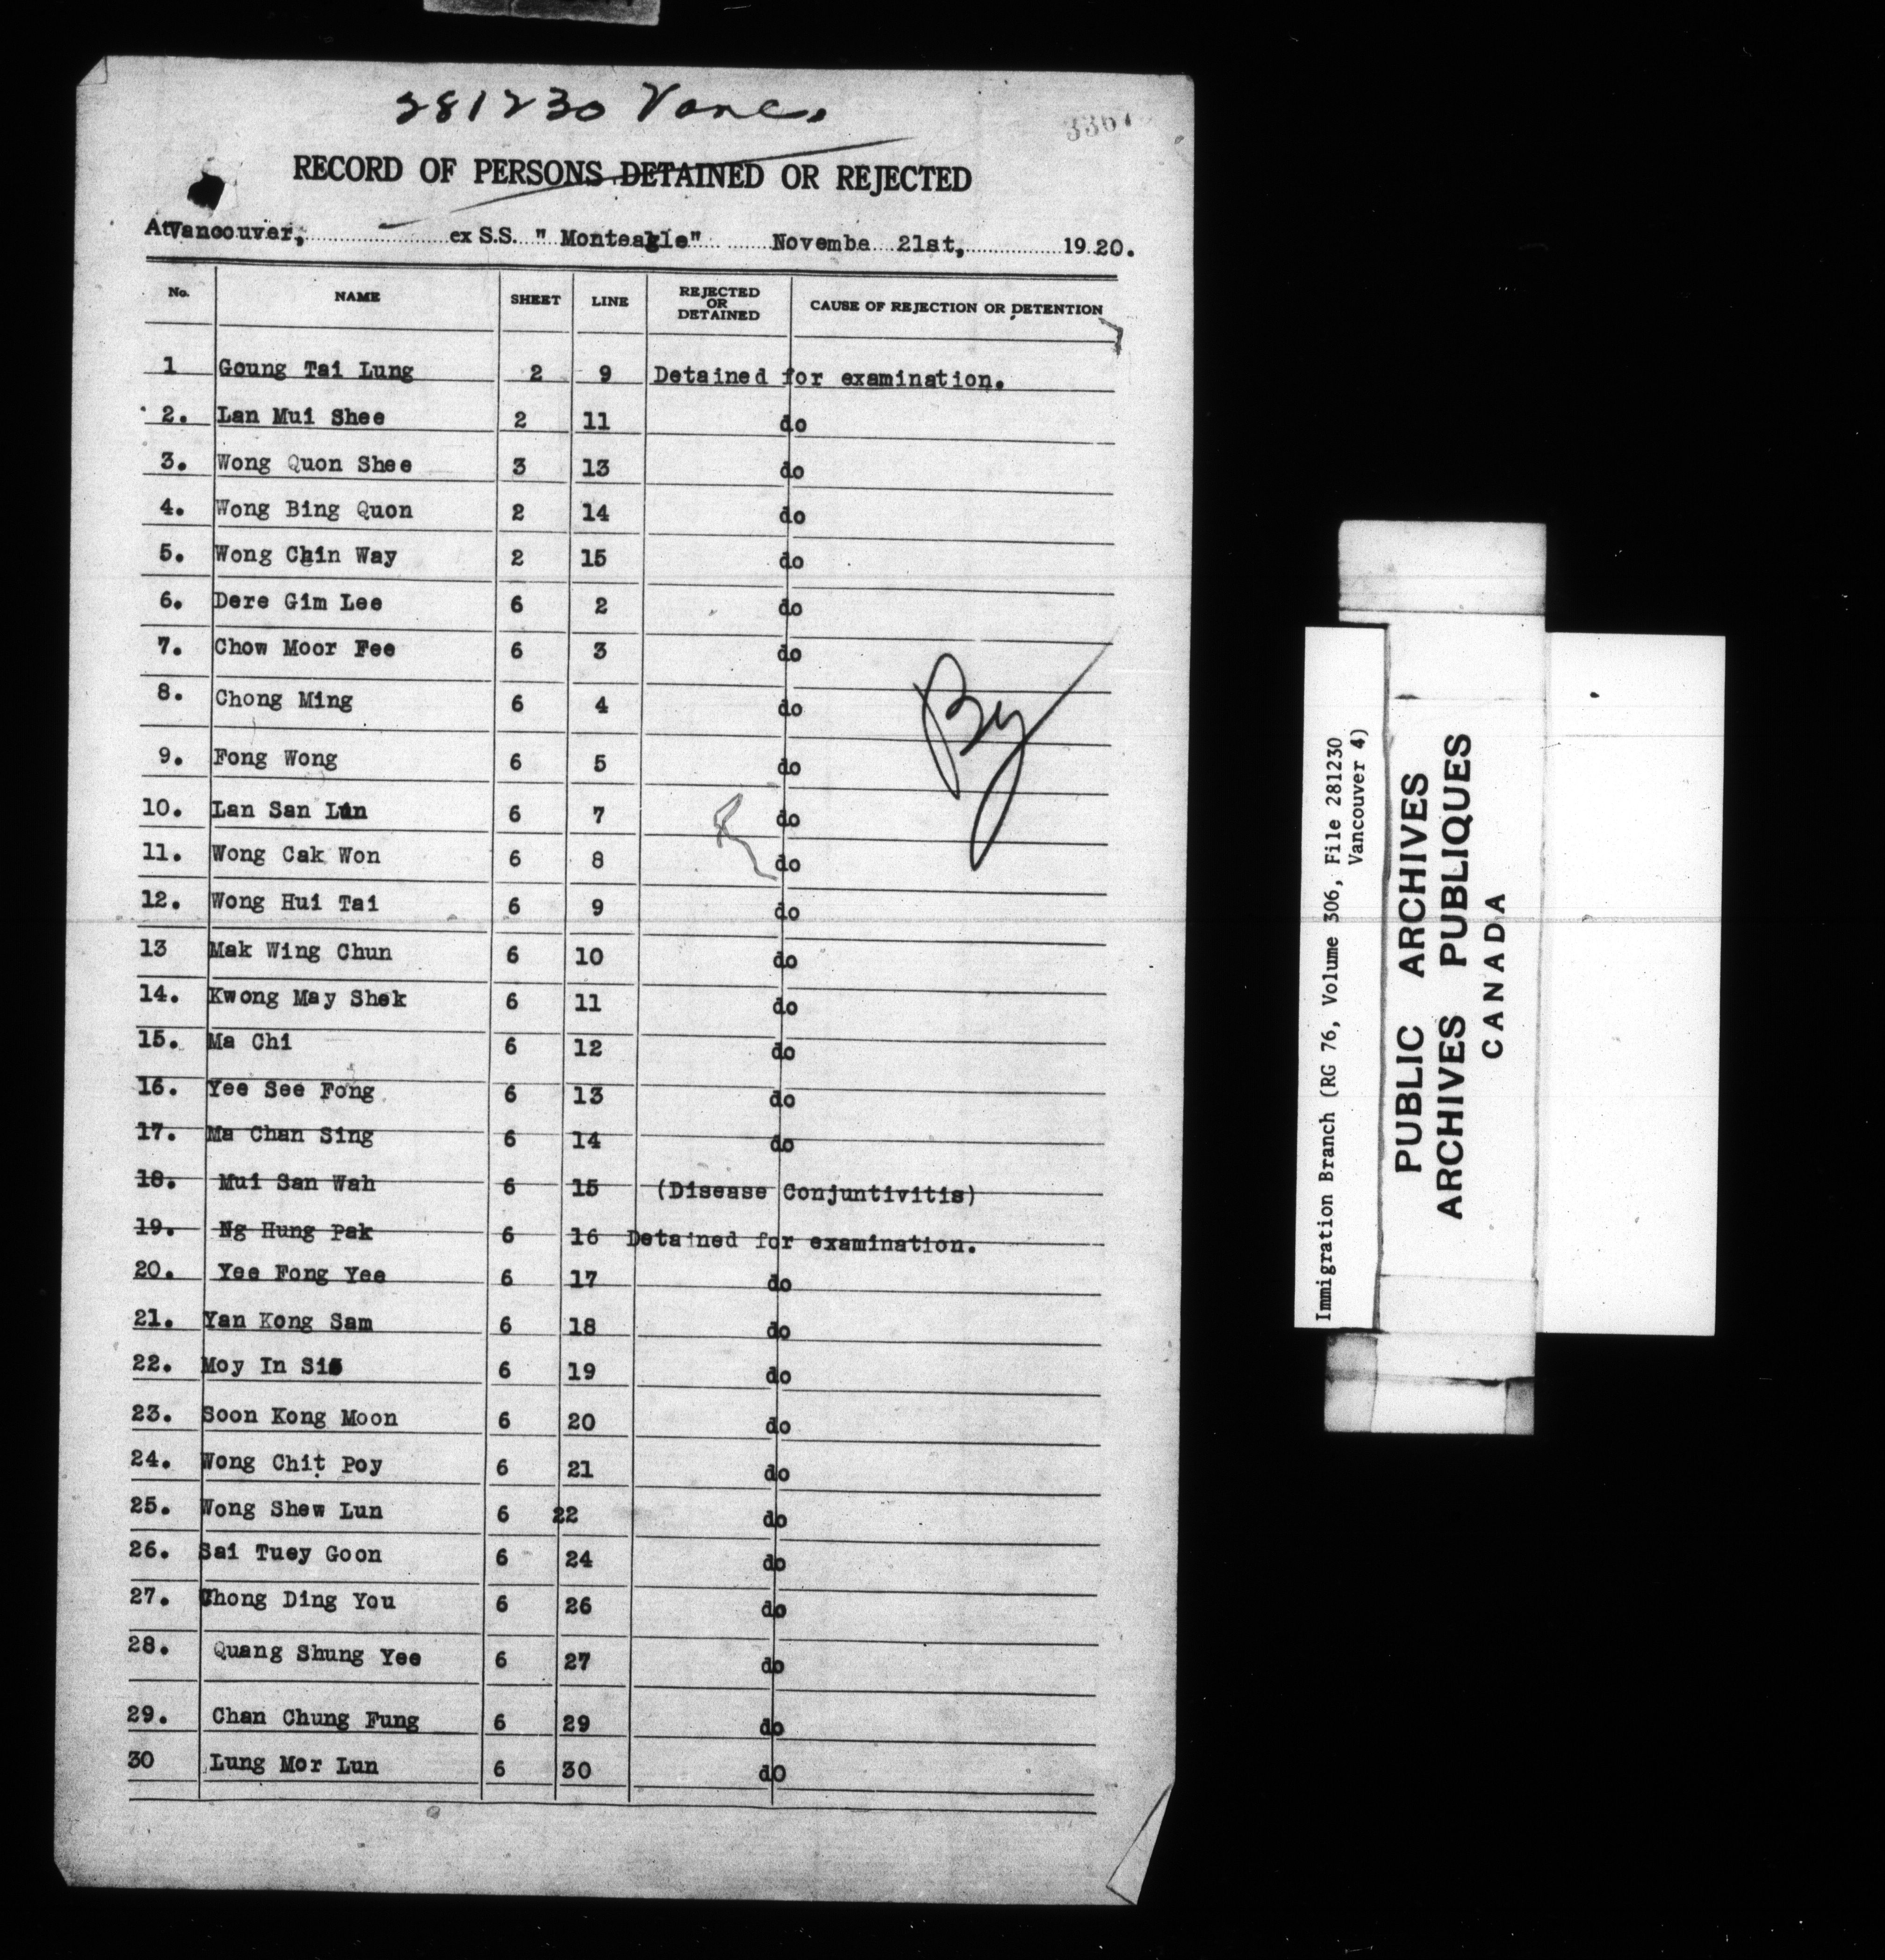 281230 Vanc.
3367
RECORD OF PERSONS DETAINED OR REJECTED
At Vancouver, ex S.S. " Monteagle" Novembe 21st, 1920.
No. NAME SHEET LINE REJECTED OR DETAINED CAUSE OF REJECTION OR DETENTION
1 Goung Tai Lung 2 9 Detained for examination.
2. Lan Mui Shee 2 11 do
3. Wong Quon Shee 3 13 do
4. Wong Bing Quon 2 14 do
5. Wong Chin Way 2 15 do
6. Dere Gim Lee 6 2 do
7. Chow Moor Fee 6 3 do
8. Chong Ming 6 4 do
9. Fong Wong 6 5 do
10. Lan San Lun 6 7 do
11. Wong Cak Won 6 8 do
12. Wong Hui Tai 6 9 do
13 Mak Wing Chun 6 10 do
14. Kwong May Shek 6 11 do
15. Ma Chi 6 12 do
16. Yee See Fong 6 13 do
17. Ma Chan Sing 6 14 do
18. Mui San Wah 6 15 (Disease Conjuntivitis)
19. Ng Hung Pak 6 16 Detained for examination.
20. Yee Fong Yee 6 17 do
21. Yan Kong Sam 6 18 do
22. Moy In 6 19 do
23. Soon Kong Moon 6 20 do
24. Wong Chit Poy 6 21 do
25. Wong Shew Lun 6 22 do
26. Sai Tuey Goon 6 24 do
27. Chong Ding You 6 26 do
28. Quang Shung Yee 6 27 do
29. Chan Chung Fung 6 29 do
30 Lung Mor Lun 6 30 do
Immigration Branch (RG 76, Volume 306, File 281230
Vancouver 4)
PUBLIC ARCHIVES
ARCHIVES PUBLIQUES
CANADA